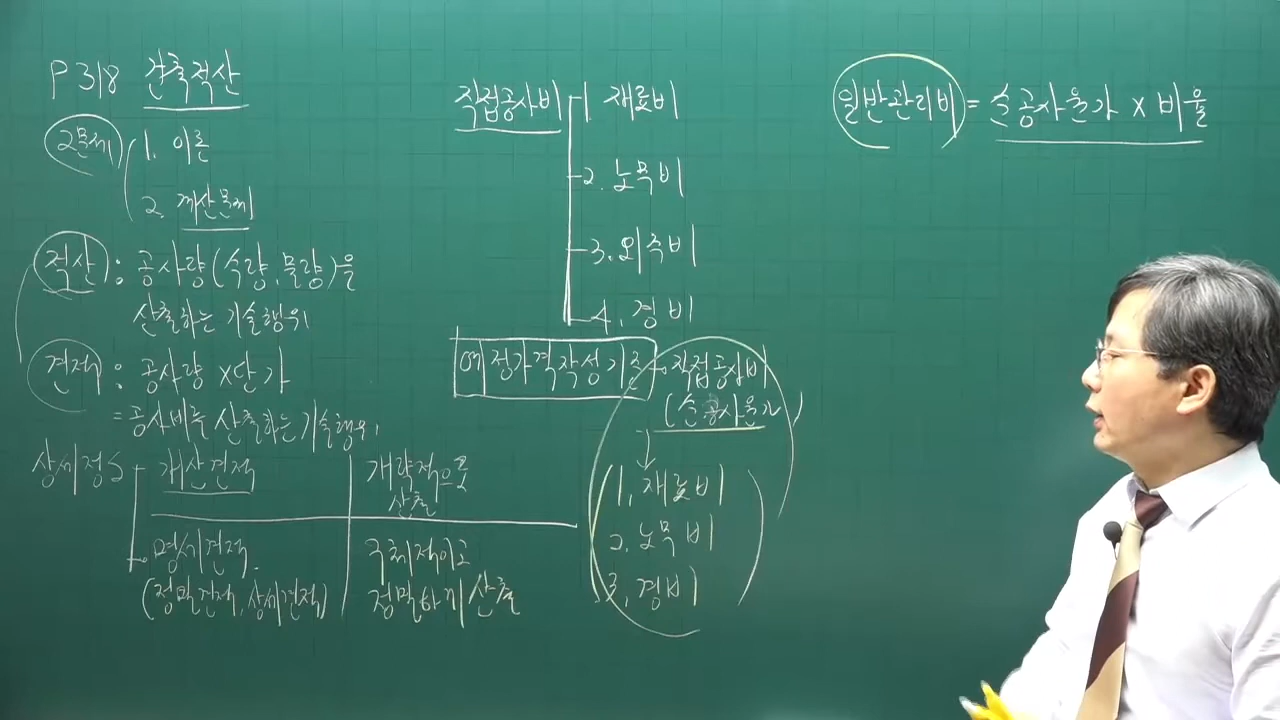 P 318 건축적산
2문제
1. 이론
2. 계산문제
적산 : 공사량(수량, 물량)을
산출하는 기술행위
견적 : 공사량 x단가
= 공사비를 산출하는 기술행위
상세정도
개산견적
개략적으로
산출
명세견적.
(정밀견적, 상세견적)
구체적이고
정밀하게 산출
직접공사비
1. 재료비
2. 노무비
3. 외주비
4. 경비
예정가격작성기준
직접공사비
(순공사원가)
1. 재료비
2. 노무비
3. 경비
일반관리비 = 순공사원가 x 비율